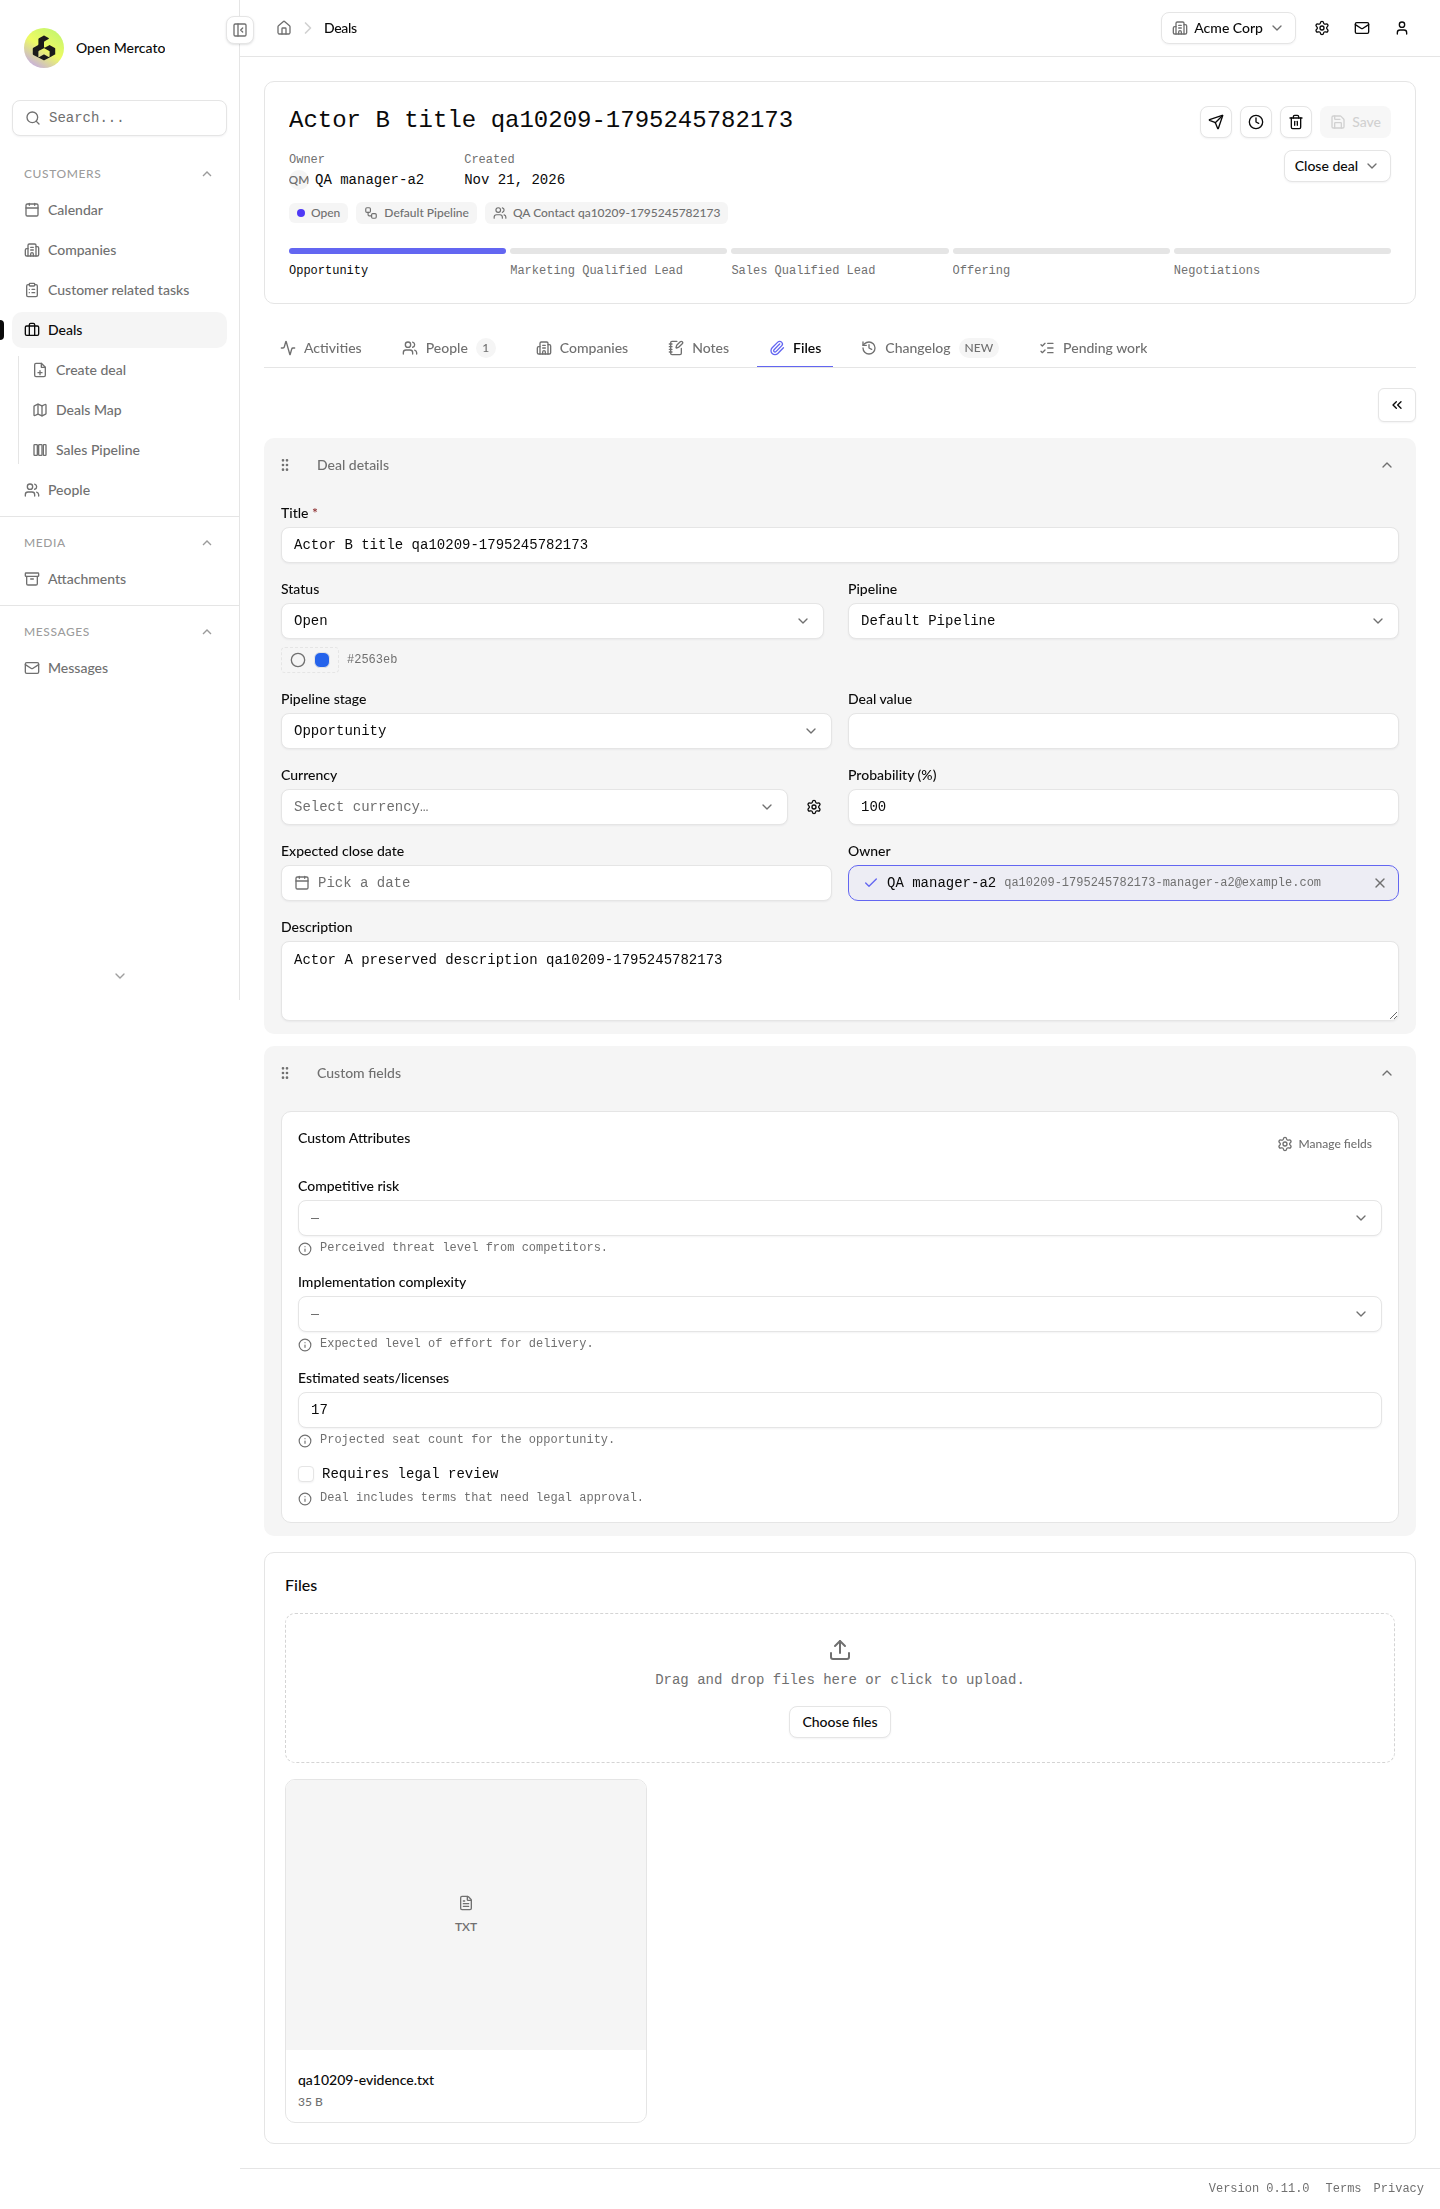 Open Mercato
Search...
CUSTOMERS
Calendar
Companies
Customer related tasks
Deals
Create deal
Deals Map
Sales Pipeline
People
MEDIA
Attachments
MESSAGES
Messages
Deals
Acme Corp
Actor B title qa10209-1795245782173
Save
Owner
Created
QM QA manager-a2
Nov 21, 2026
Close deal
Open
Default Pipeline
QA Contact qa10209-1795245782173
Opportunity
Marketing Qualified Lead
Sales Qualified Lead
Offering
Negotiations
Activities
People 1
Companies
Notes
Files
Changelog NEW
Pending work
Deal details
Title *
Actor B title qa10209-1795245782173
Status
Pipeline
Open
Default Pipeline
#2563eb
Pipeline stage
Deal value
Opportunity
Currency
Probability (%)
Select currency…
100
Expected close date
Owner
Pick a date
QA manager-a2 qa10209-1795245782173-manager-a2@example.com
Description
Actor A preserved description qa10209-1795245782173
Custom fields
Custom Attributes
Manage fields
Competitive risk
—
Perceived threat level from competitors.
Implementation complexity
—
Expected level of effort for delivery.
Estimated seats/licenses
17
Projected seat count for the opportunity.
Requires legal review
Deal includes terms that need legal approval.
Files
Drag and drop files here or click to upload.
Choose files
TXT
qa10209-evidence.txt
35 B
Version 0.11.0 Terms Privacy